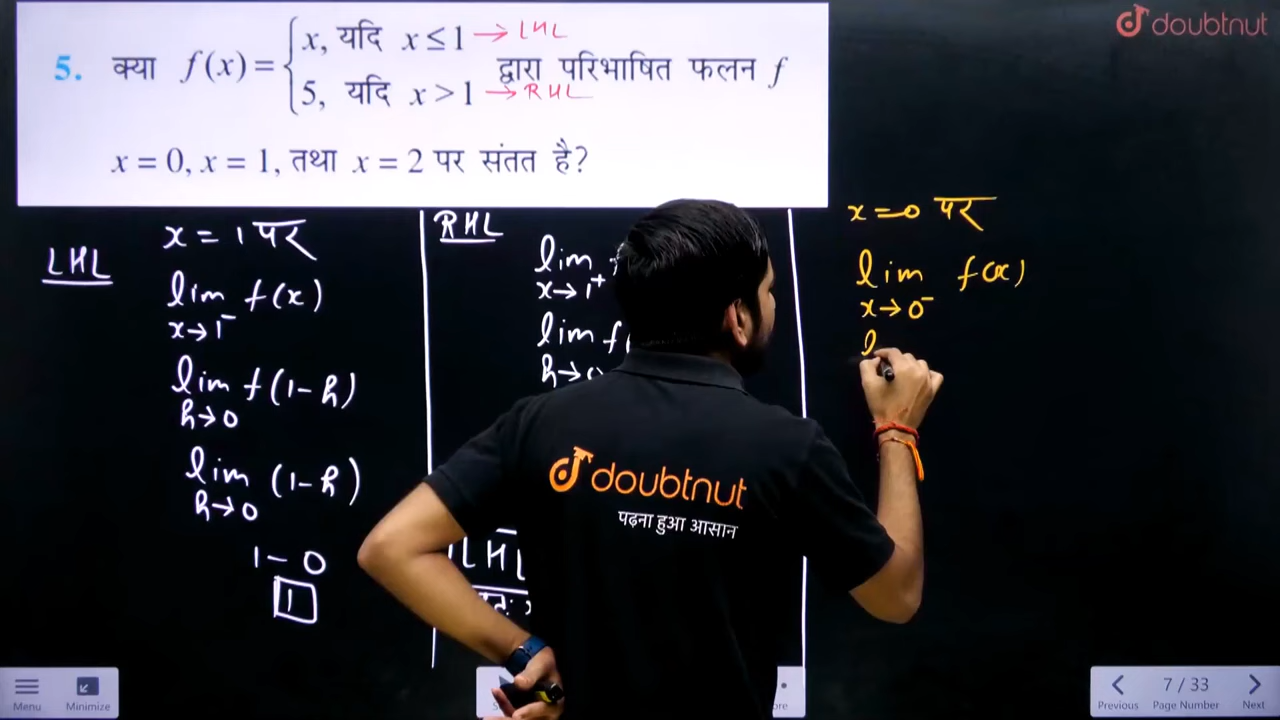 doubtnut
5. क्या f(x) = { x, यदि x ≤ 1 → LHL
5, यदि x > 1 → RHL
द्वारा परिभाषित फलन f
x = 0, x = 1, तथा x = 2 पर संतत है?
LHL
x = 1 पर
lim f(x)
x→1⁻
lim f(1-h)
h→0
lim (1-h)
h→0
1-0
1
RHL
lim
x→1⁺
lim f(
h→
LHL
x = 0 पर
lim f(x)
x→0⁻
doubtnut
पढ़ना हुआ आसान
Menu
Minimize
7 / 33
Previous Page Number Next